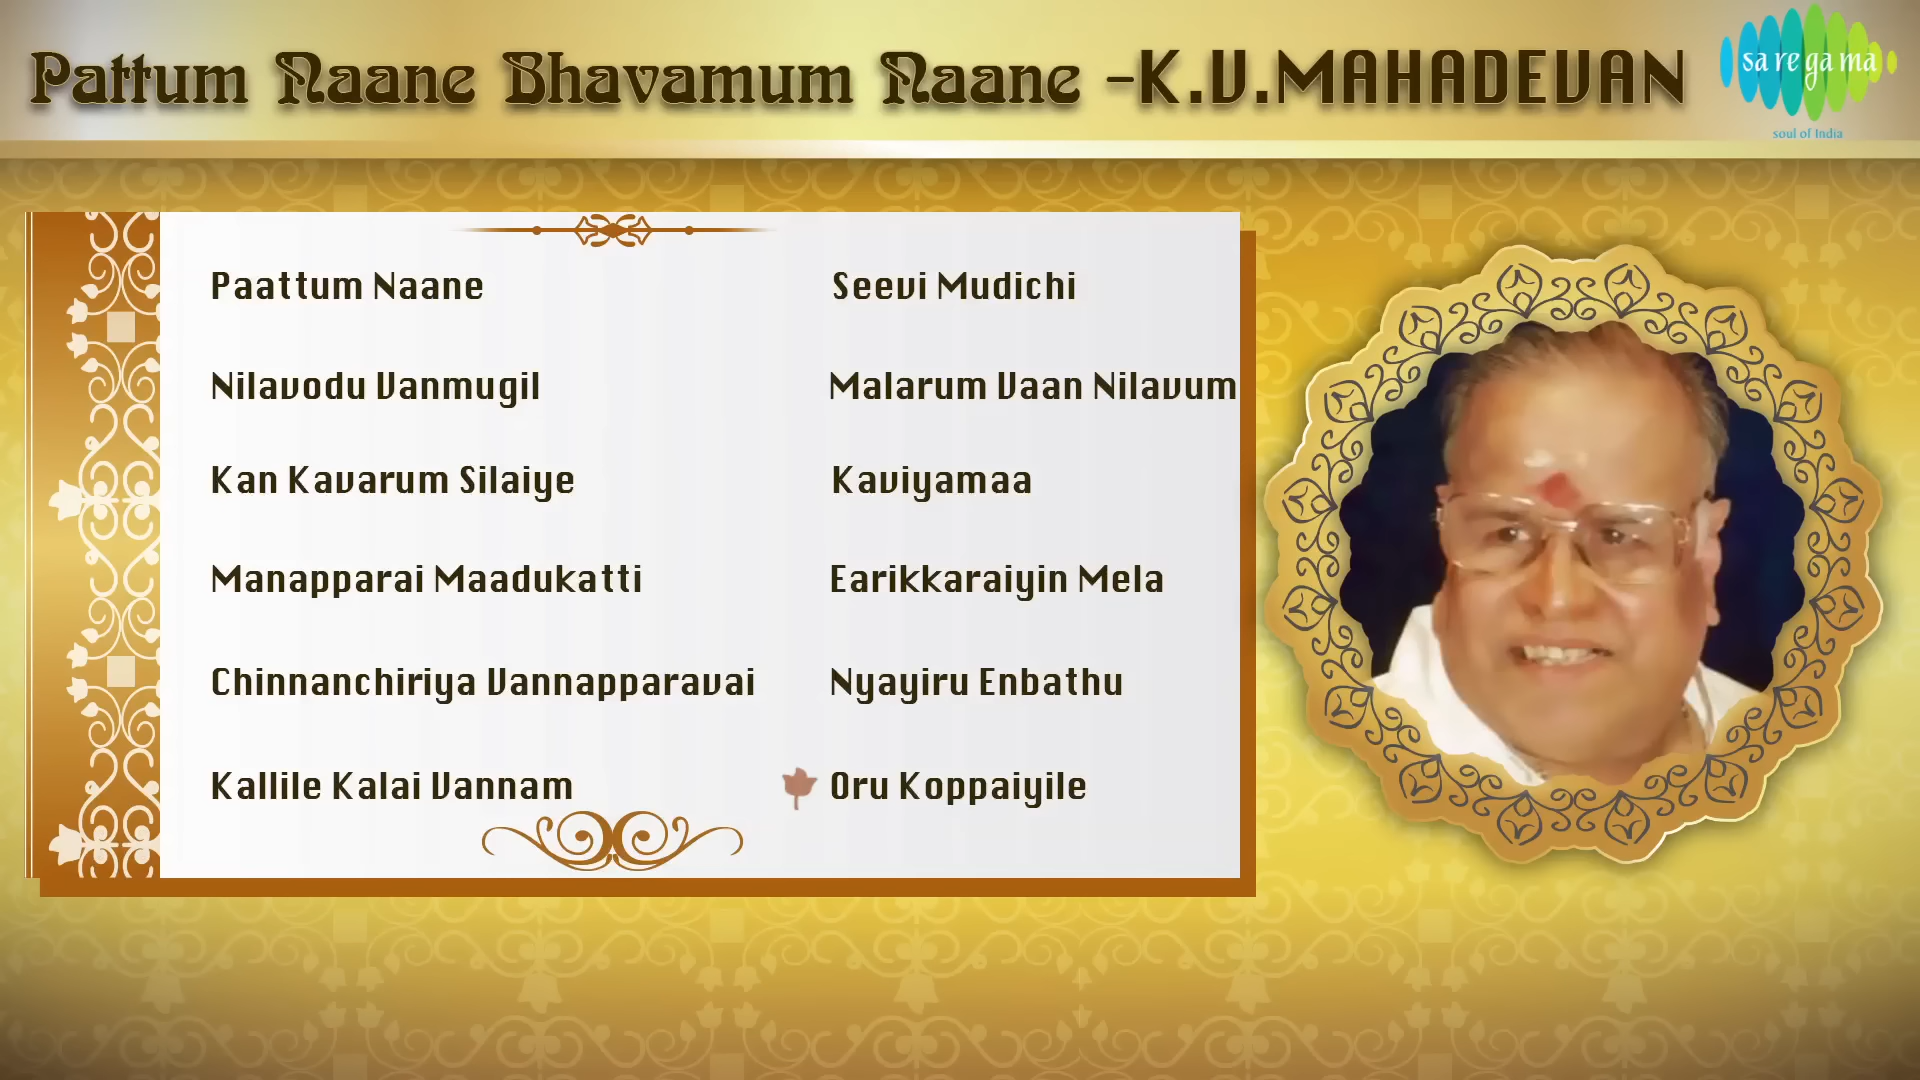 Pattum Naane Bhavamum Naane -K.V.MAHADEVAN
sa re ga ma
soul of India
Paattum Naane
Nilavodu Vanmugil
Kan Kavarum Silaiye
Manapparai Maadukatti
Chinnanchiriya Vannapparavai
Kallile Kalai Vannam
Seevi Mudichi
Malarum Vaan Nilavum
Kaviyamaa
Earikkaraiyin Mela
Nyayiru Enbathu
Oru Koppaiyile